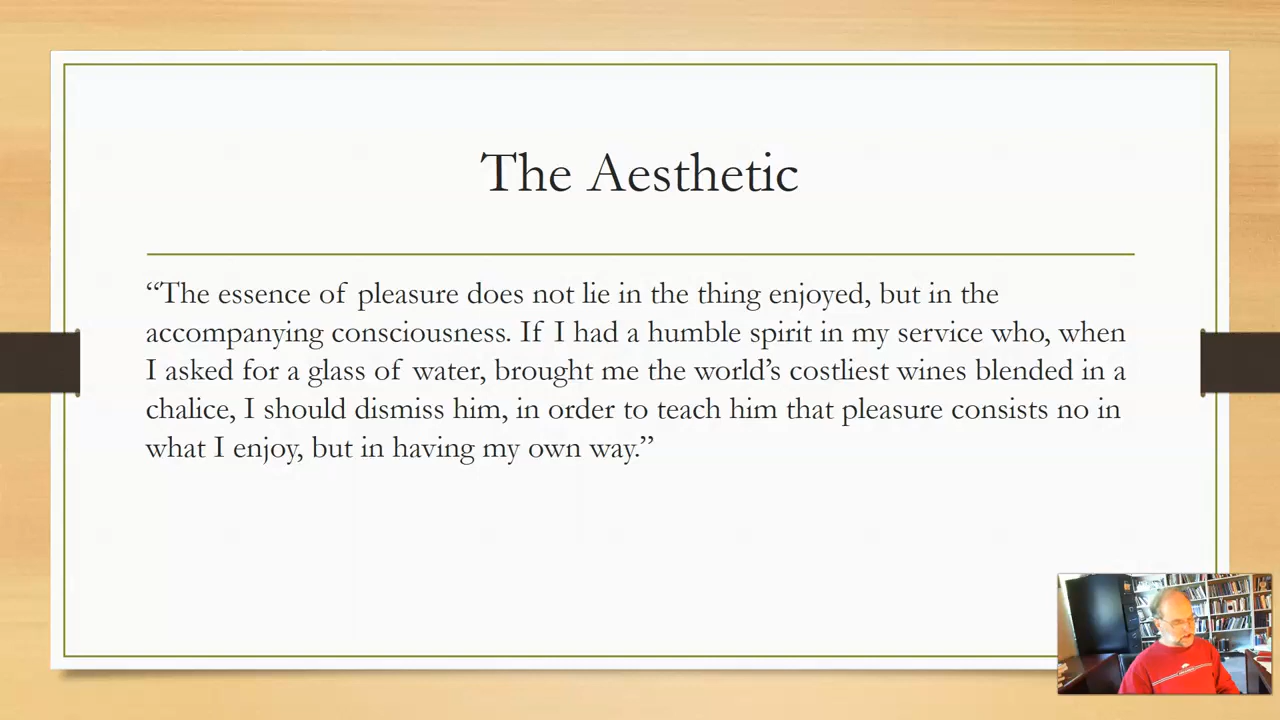 The Aesthetic
“The essence of pleasure does not lie in the thing enjoyed, but in the
accompanying consciousness. If I had a humble spirit in my service who, when
I asked for a glass of water, brought me the world’s costliest wines blended in a
chalice, I should dismiss him, in order to teach him that pleasure consists no in
what I enjoy, but in having my own way.”